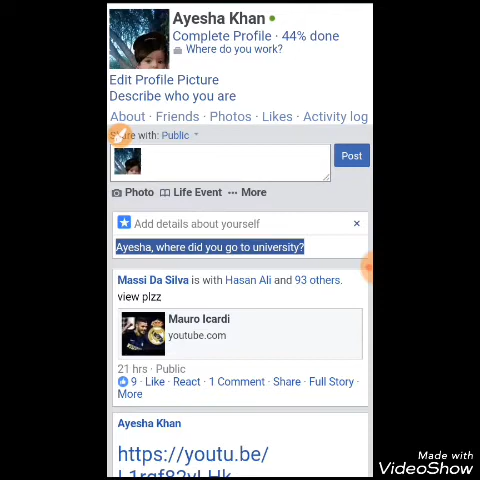 Ayesha Khan
Complete Profile · 44% done
Where do you work?
Edit Profile Picture
Describe who you are
About · Friends · Photos · Likes · Activity log
Share with: Public
Post
Photo Life Event ··· More
Add details about yourself ×
Ayesha, where did you go to university?
Massi Da Silva is with Hasan Ali and 93 others.
view plzz
Mauro Icardi
youtube.com
21 hrs · Public
9 · Like · React · 1 Comment · Share · Full Story ·
More
Ayesha Khan
https://youtu.be/
Made with
VideoShow